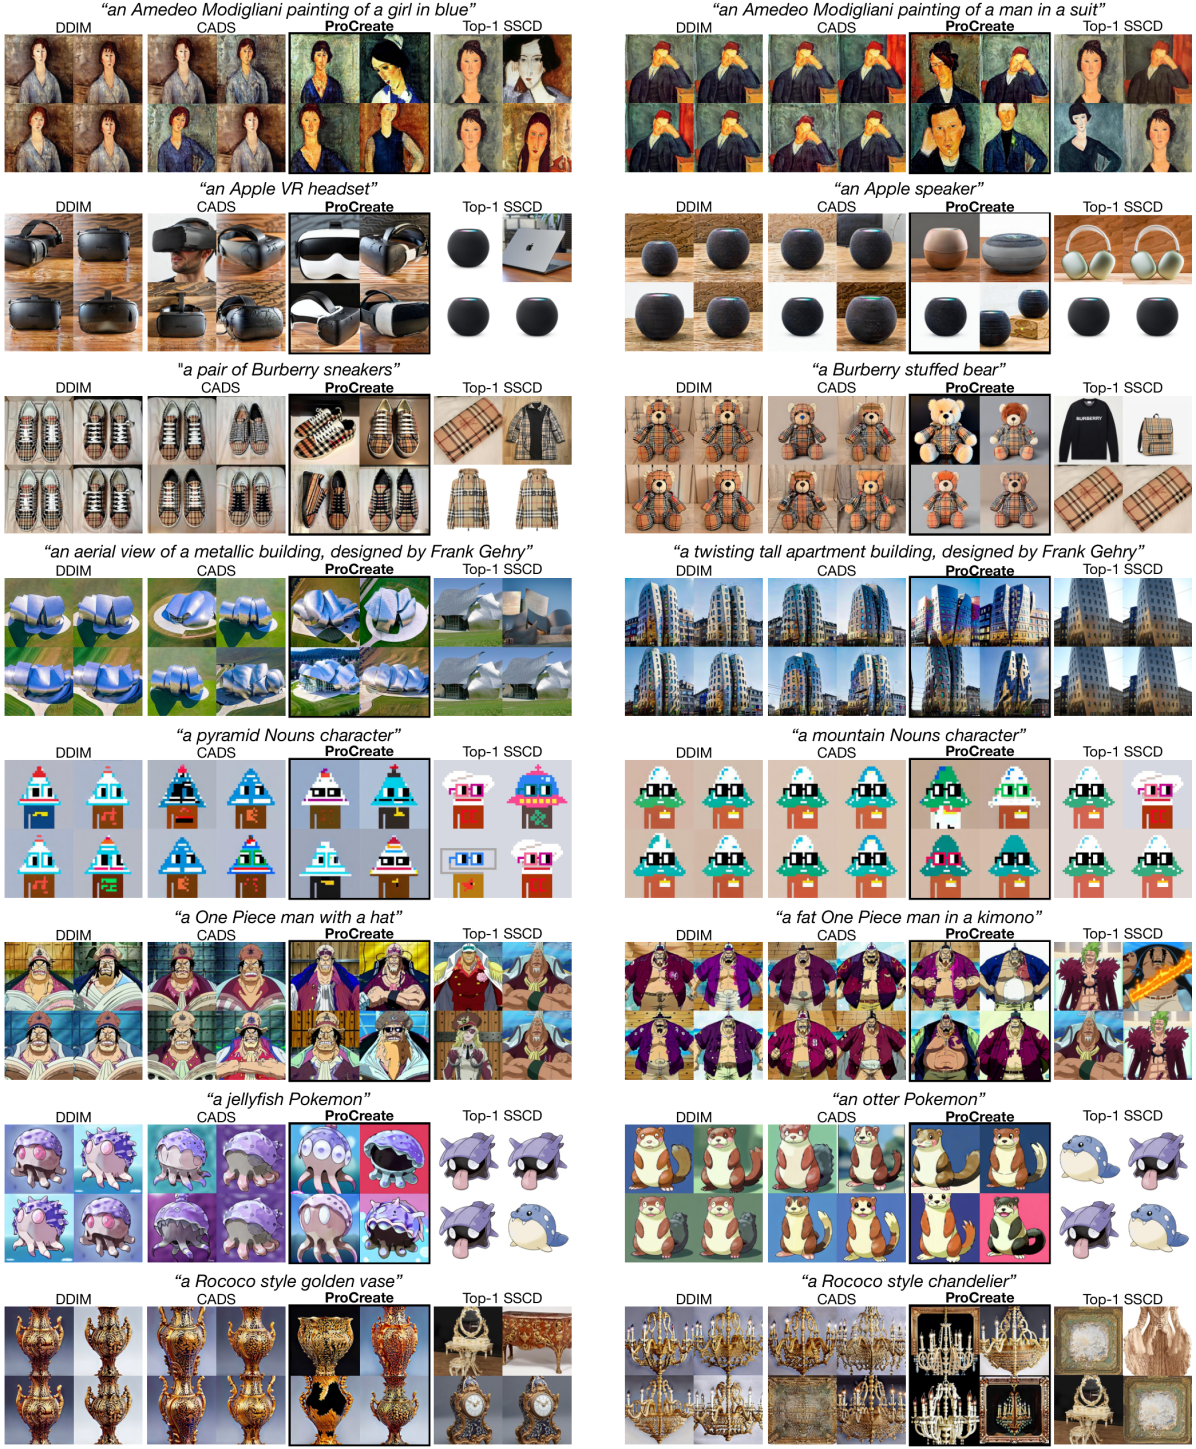 “an Amedeo Modigliani painting of a girl in blue”
DDIM CADS ProCreate Top-1 SSCD
“an Amedeo Modigliani painting of a man in a suit”
DDIM CADS ProCreate Top-1 SSCD
“an Apple VR headset”
DDIM CADS ProCreate Top-1 SSCD
“an Apple speaker”
DDIM CADS ProCreate Top-1 SSCD
"a pair of Burberry sneakers”
DDIM CADS ProCreate Top-1 SSCD
“a Burberry stuffed bear”
DDIM CADS ProCreate Top-1 SSCD
BURBERRY
“an aerial view of a metallic building, designed by Frank Gehry”
DDIM CADS ProCreate Top-1 SSCD
“a twisting tall apartment building, designed by Frank Gehry”
DDIM CADS ProCreate Top-1 SSCD
“a pyramid Nouns character”
DDIM CADS ProCreate Top-1 SSCD
“a mountain Nouns character”
DDIM CADS ProCreate Top-1 SSCD
“a One Piece man with a hat”
DDIM CADS ProCreate Top-1 SSCD
“a fat One Piece man in a kimono”
DDIM CADS ProCreate Top-1 SSCD
“a jellyfish Pokemon”
DDIM CADS ProCreate Top-1 SSCD
“an otter Pokemon”
DDIM CADS ProCreate Top-1 SSCD
“a Rococo style golden vase”
DDIM CADS ProCreate Top-1 SSCD
“a Rococo style chandelier”
DDIM CADS ProCreate Top-1 SSCD